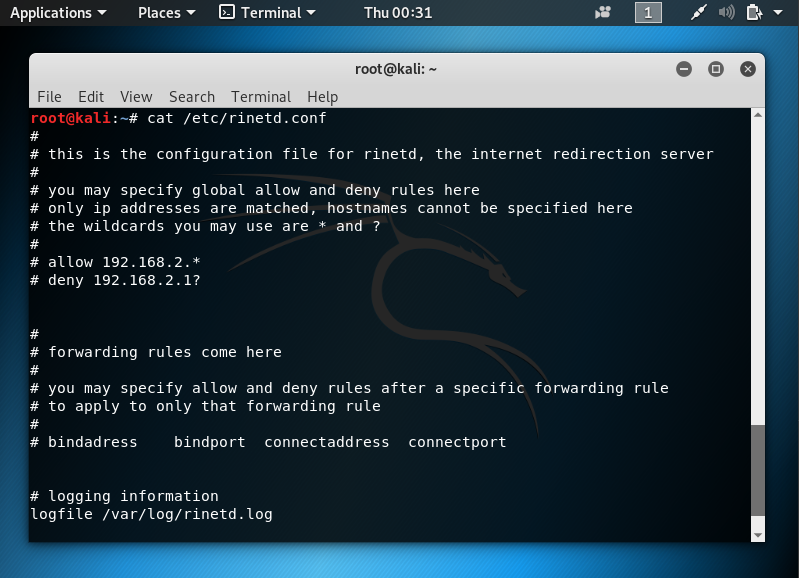 Applications Places Terminal Thu 00:31 1
root@kali: ~
File Edit View Search Terminal Help
root@kali:~# cat /etc/rinetd.conf
#
# this is the configuration file for rinetd, the internet redirection server
#
# you may specify global allow and deny rules here
# only ip addresses are matched, hostnames cannot be specified here
# the wildcards you may use are * and ?
#
# allow 192.168.2.*
# deny 192.168.2.1?
#
# forwarding rules come here
#
# you may specify allow and deny rules after a specific forwarding rule
# to apply to only that forwarding rule
#
# bindadress    bindport  connectaddress  connectport
# logging information
logfile /var/log/rinetd.log